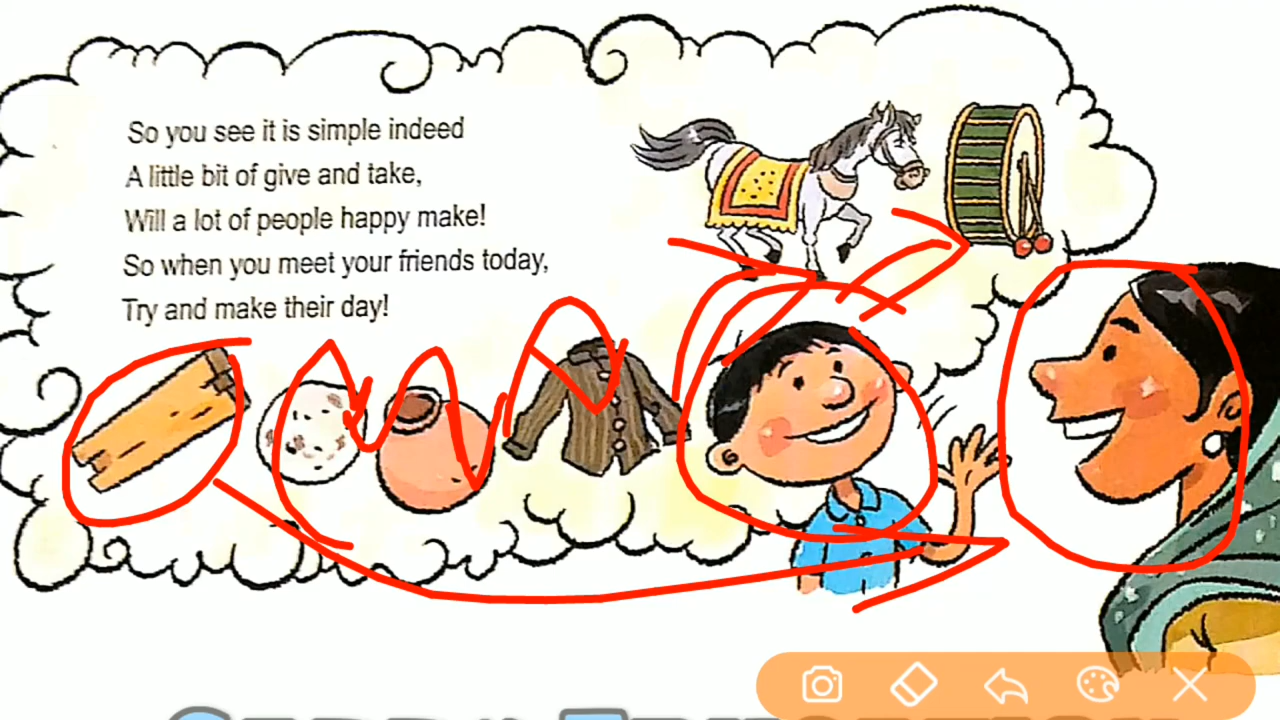 So you see it is simple indeed
A little bit of give and take,
Will a lot of people happy make!
So when you meet your friends today,
Try and make their day!